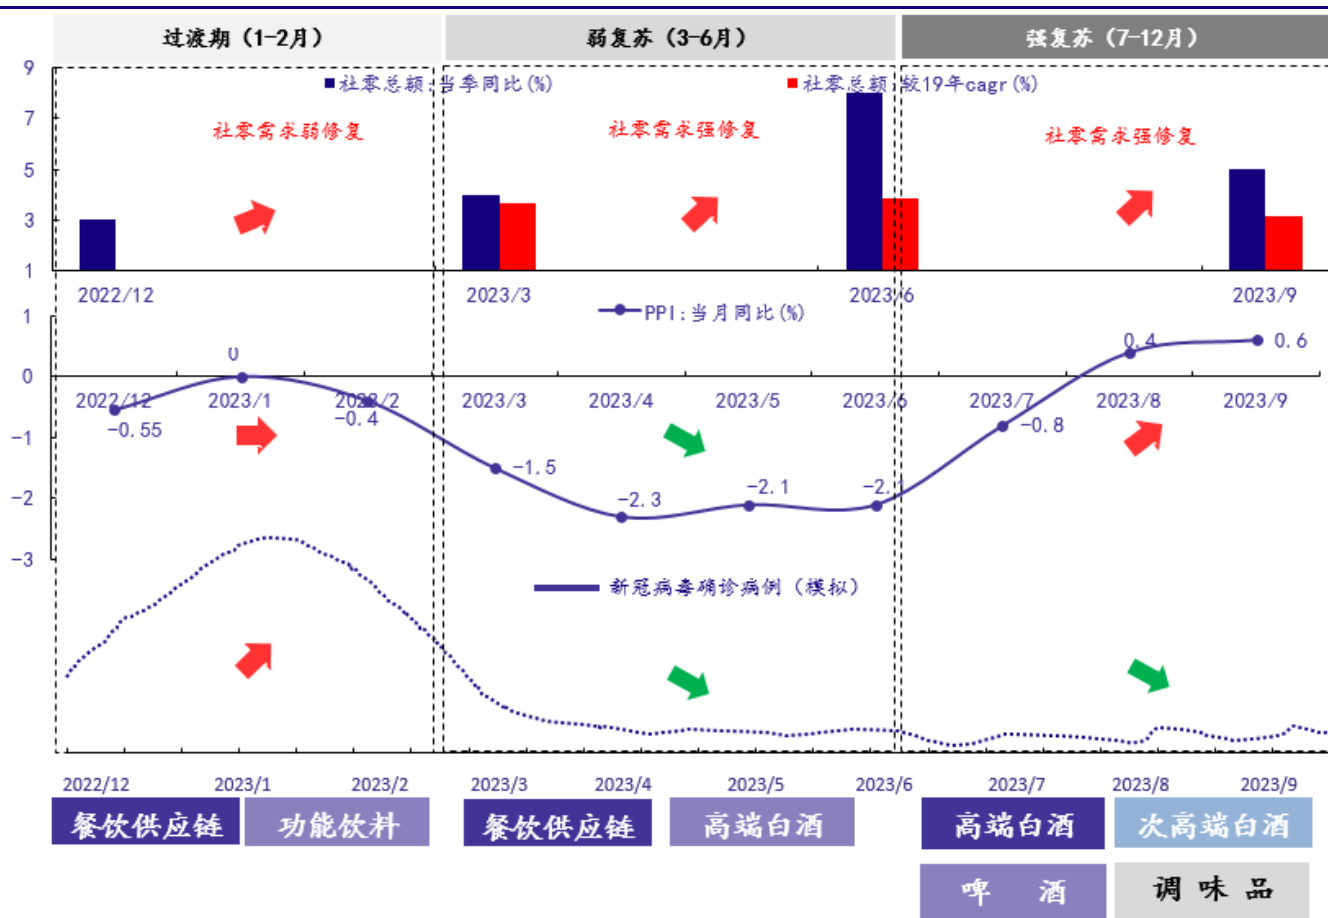 过渡期（1-2月）
弱复苏（3-6月）
强复苏（7-12月）
9
7
5
3
1
社零总额:当季同比(%)
社零总额:较19年cagr(%)
社零需求弱修复
社零需求强修复
社零需求强修复
2022/12
2023/3
2023/6
2023/9
1
0
-1
-2
-3
PPI:当月同比(%)
0
0.4
0.6
2022/12
2023/1
2023/2
2023/3
2023/4
2023/5
2023/6
2023/7
2023/8
2023/9
-0.55
-0.4
-1.5
-2.3
-2.1
-2.1
-0.8
新冠病毒确诊病例（模拟）
2022/12
2023/1
2023/2
2023/3
2023/4
2023/5
2023/6
2023/7
2023/8
2023/9
餐饮供应链
功能饮料
餐饮供应链
高端白酒
高端白酒
次高端白酒
啤 酒
调味品